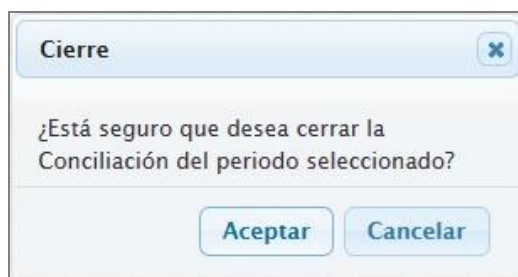 Cierre
¿Está seguro que desea cerrar la
Conciliación del periodo seleccionado?
Aceptar Cancelar